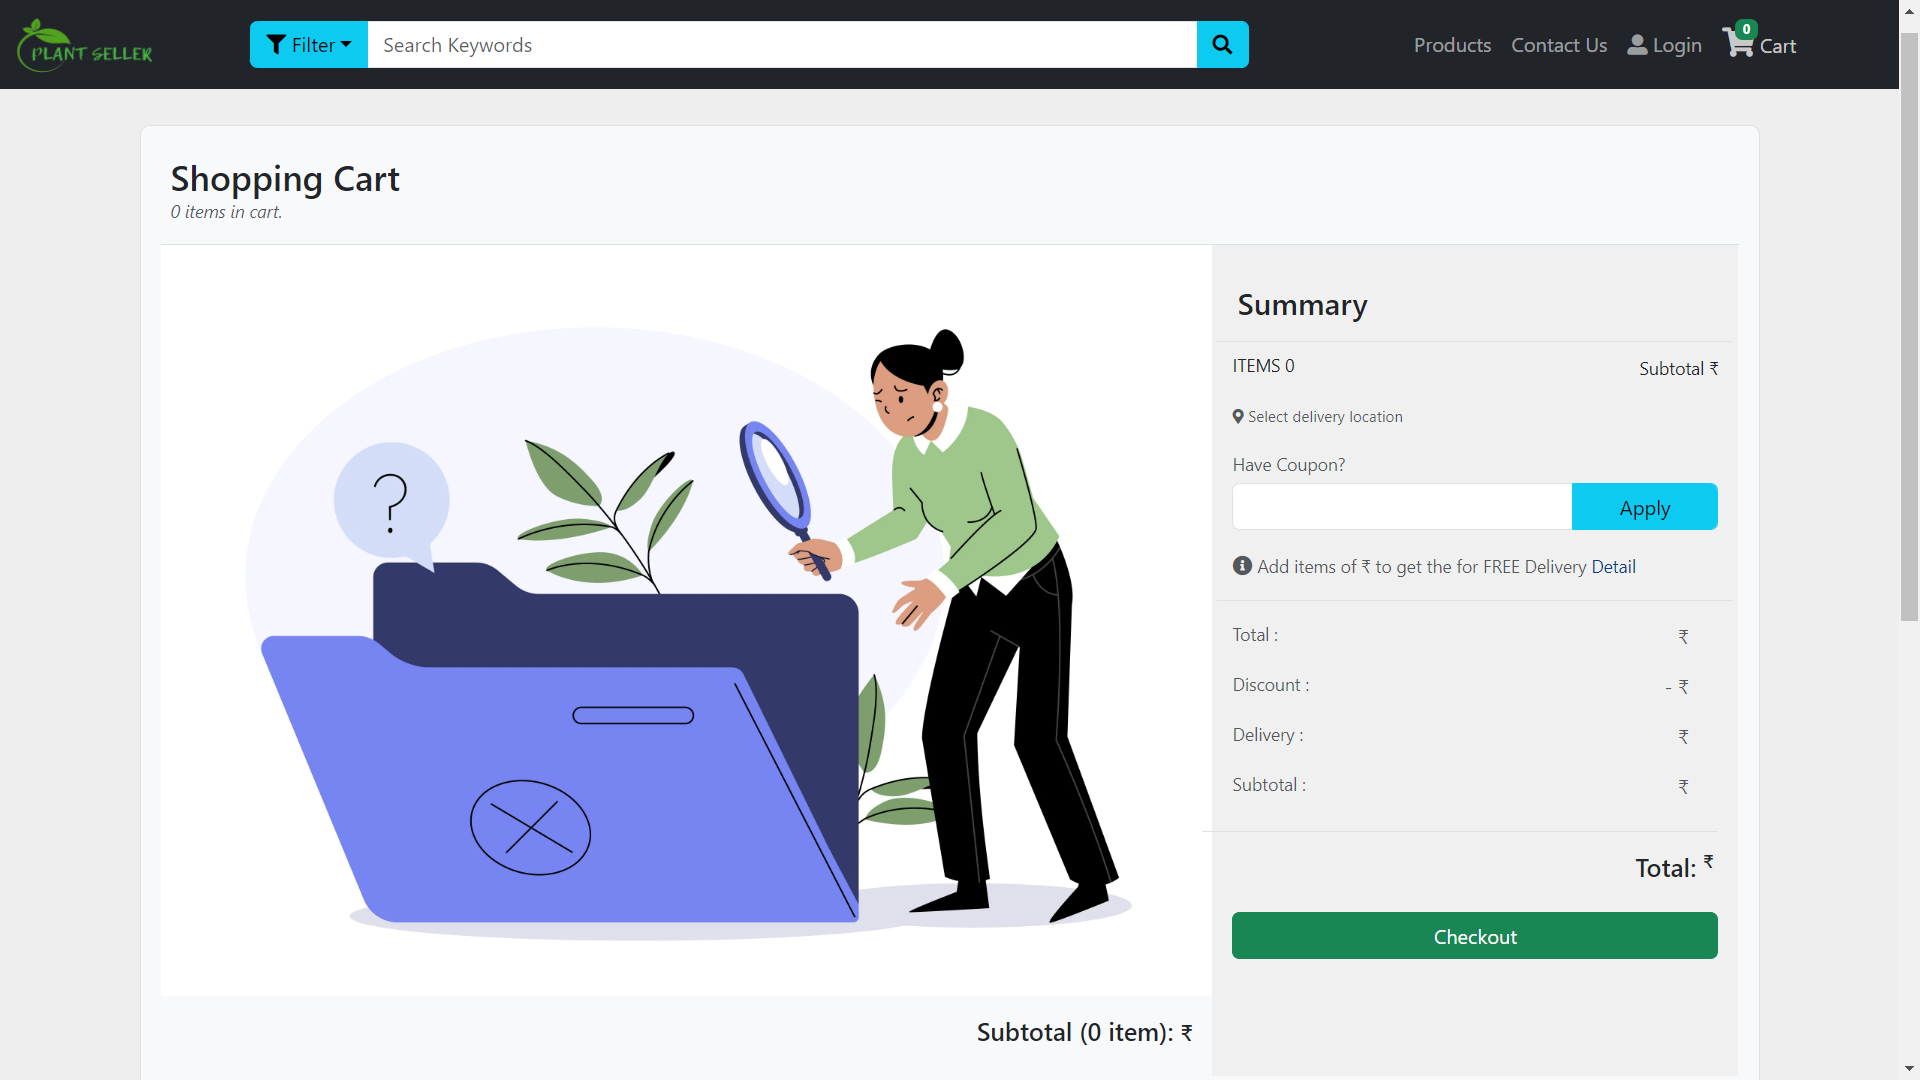 PLANT SELLER
Filter
Search Keywords
Products
Contact Us
Login
0
Cart
Shopping Cart
0 items in cart.
?
Summary
ITEMS 0
Subtotal ₹
Select delivery location
Have Coupon?
Apply
Add items of ₹ to get the for FREE Delivery Detail
Total : ₹
Discount : - ₹
Delivery : ₹
Subtotal : ₹
Total: ₹
Checkout
Subtotal (0 item): ₹